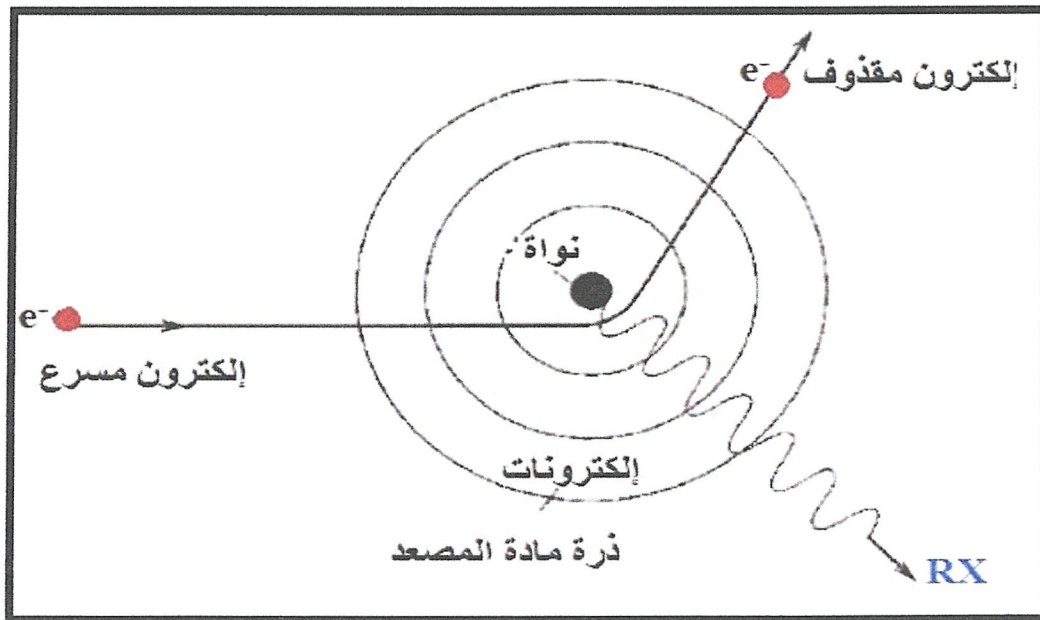 e⁻
إلكترون مقذوف
نواة
e⁻
إلكترون مسرع
إلكترونات
ذرة مادة المصعد
RX